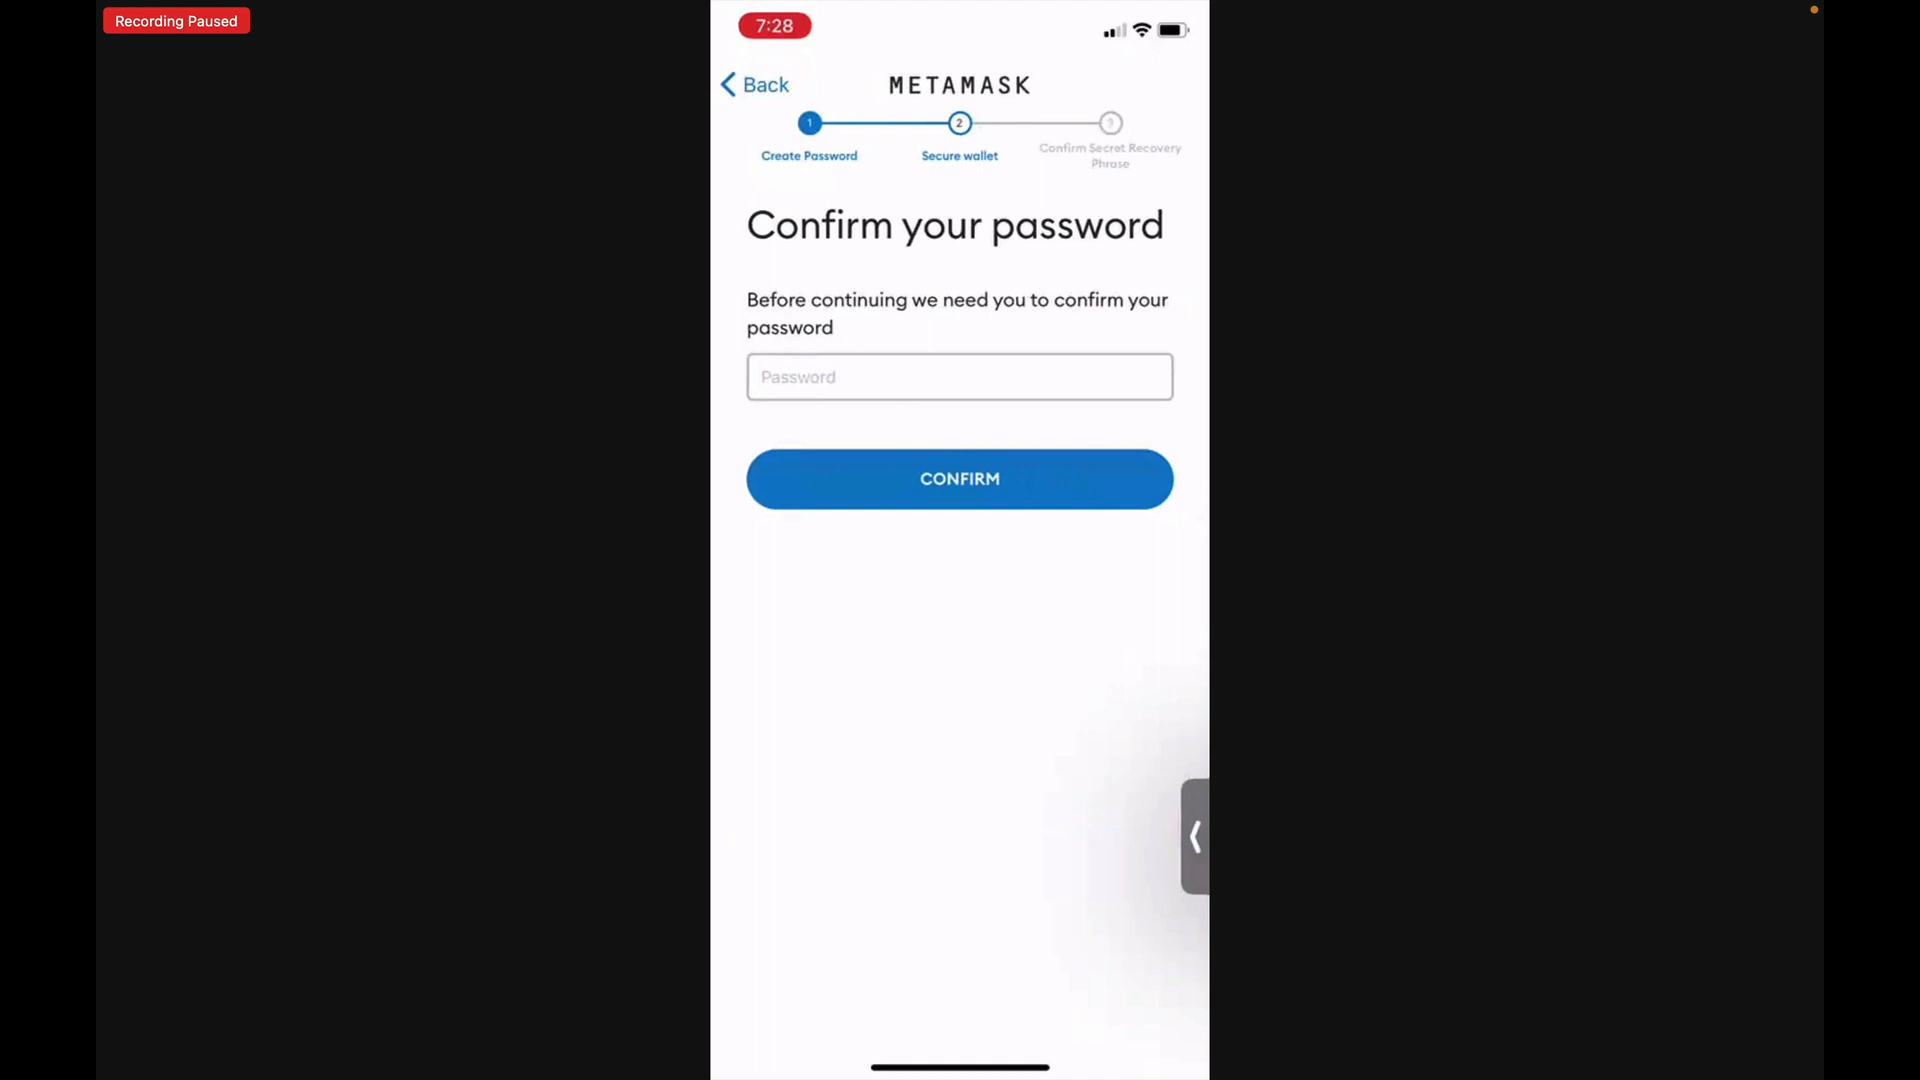 Recording Paused
7:28
Back
METAMASK
1
2
3
Create Password
Secure wallet
Confirm Secret Recovery
Phrase
Confirm your password
Before continuing we need you to confirm your
password
Password
CONFIRM